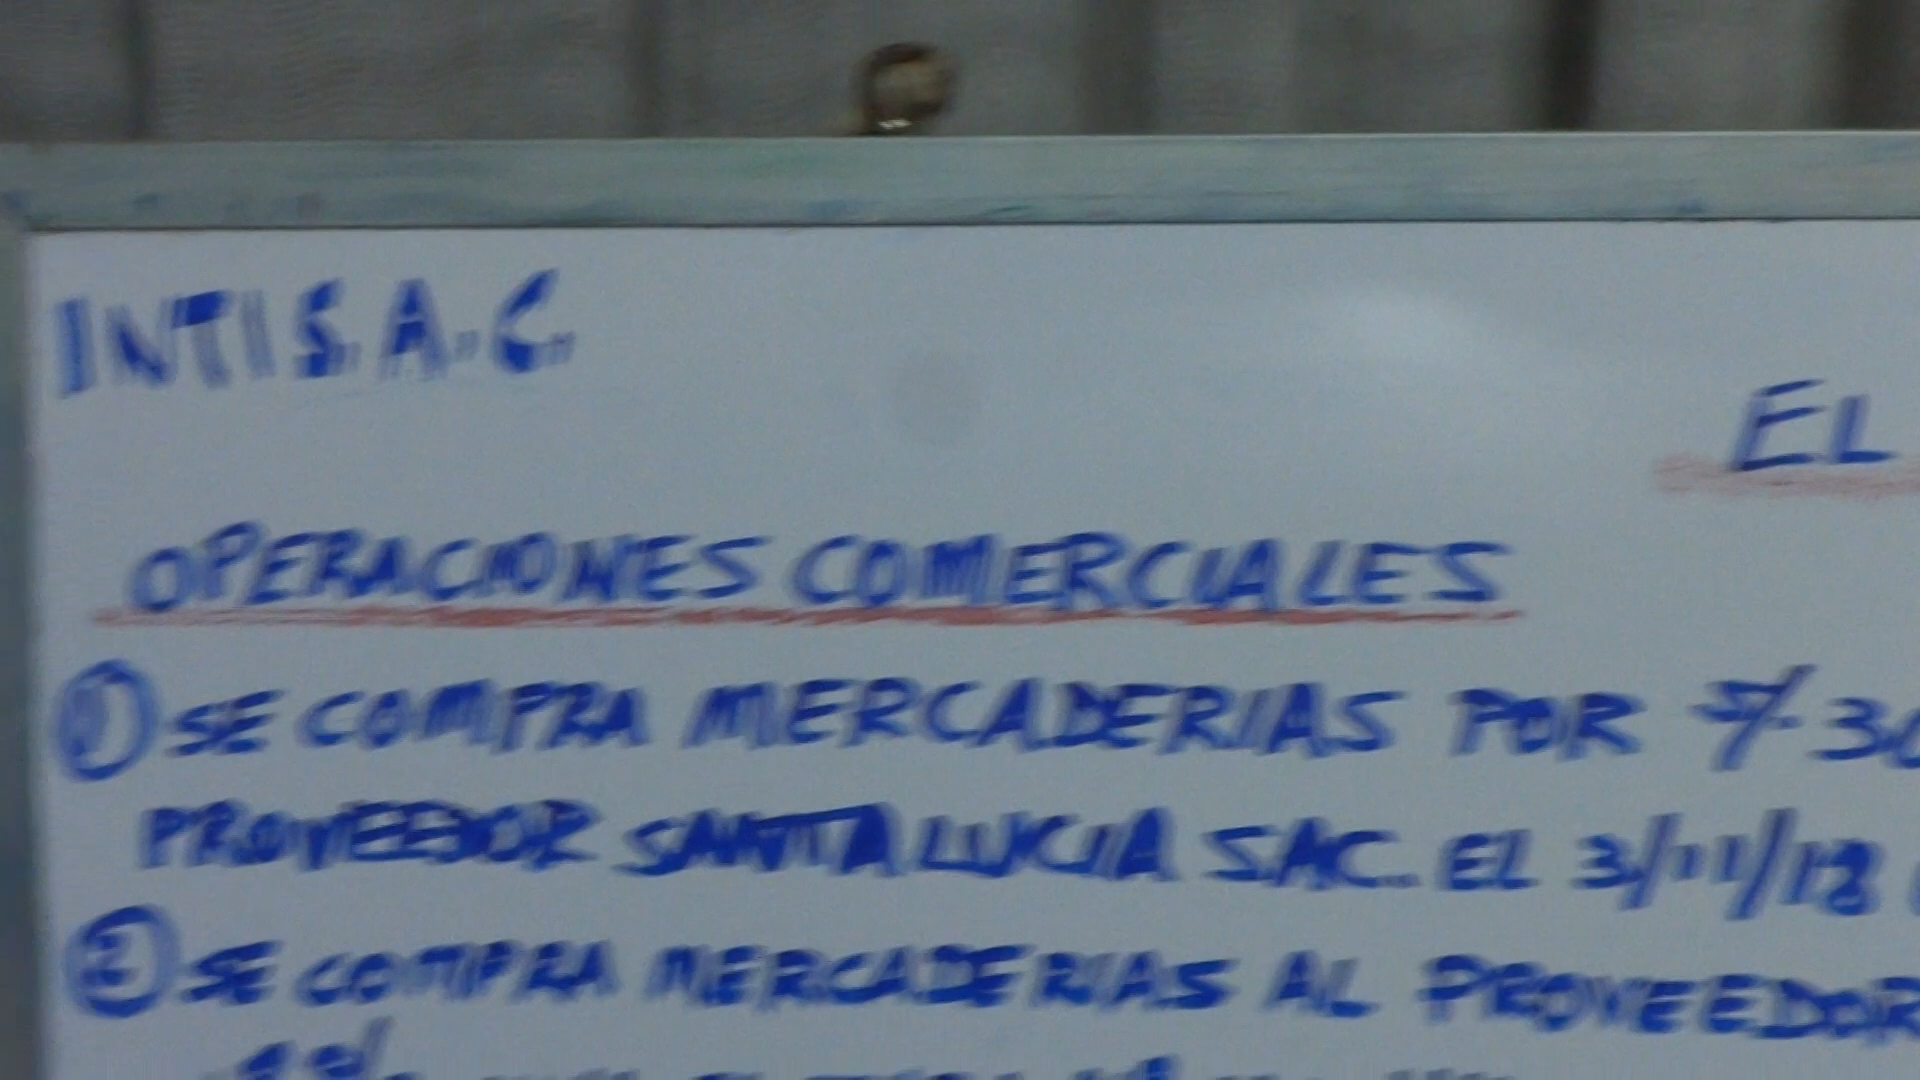 INTI S.A.C.
EL
OPERACIONES COMERCIALES
① SE COMPRA MERCADERIAS POR
PROVEEDOR SANTA LUCIA SAC. EL 3/11/18
② SE COMPRA MERCADERIAS AL PROVEEDOR